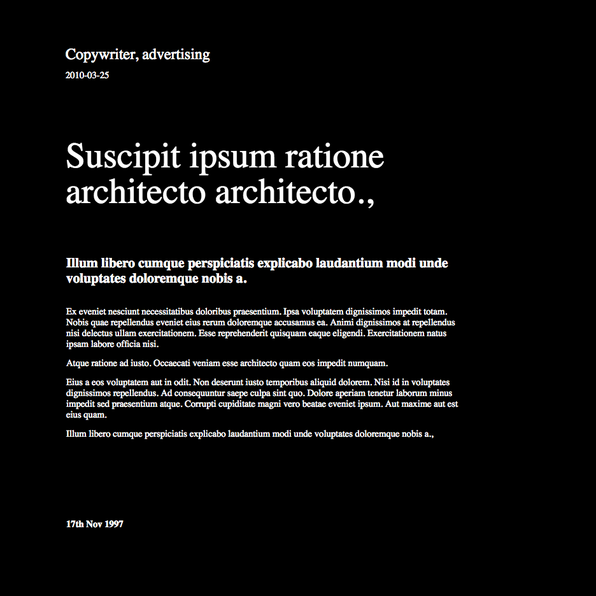 Copywriter, advertising
2010-03-25
Suscipit ipsum ratione
architecto architecto.,
Illum libero cumque perspiciatis explicabo laudantium modi unde
voluptates doloremque nobis a.
Ex eveniet nesciunt necessitatibus doloribus praesentium. Ipsa voluptatem dignissimos impedit totam.
Nobis quae repellendus eveniet eius rerum doloremque accusamus ea. Animi dignissimos at repellendus
nisi delectus ullam exercitationem. Esse reprehenderit quisquam eaque eligendi. Exercitationem natus
ipsam labore officia nisi.
Atque ratione ad iusto. Occaecati veniam esse architecto quam eos impedit numquam.
Eius a eos voluptatem aut in odit. Non deserunt iusto temporibus aliquid dolorem. Nisi id in voluptates
dignissimos repellendus. Ad consequuntur saepe culpa sint quo. Dolore aperiam tenetur laborum minus
impedit sed praesentium atque. Corrupti cupiditate magni vero beatae eveniet ipsum. Aut maxime aut est
eius quam.
Illum libero cumque perspiciatis explicabo laudantium modi unde voluptates doloremque nobis a.,
17th Nov 1997